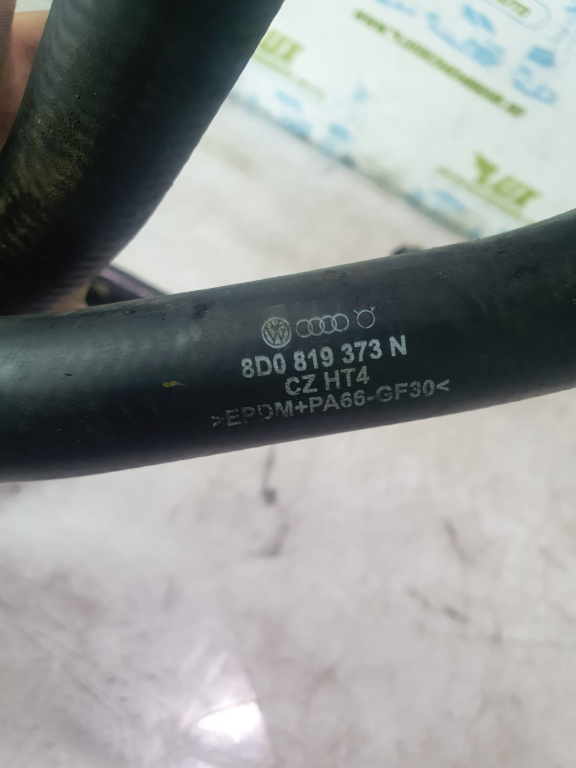 8D0 819 373 N
CZ HT4
>EPDM+PA66-GF30<